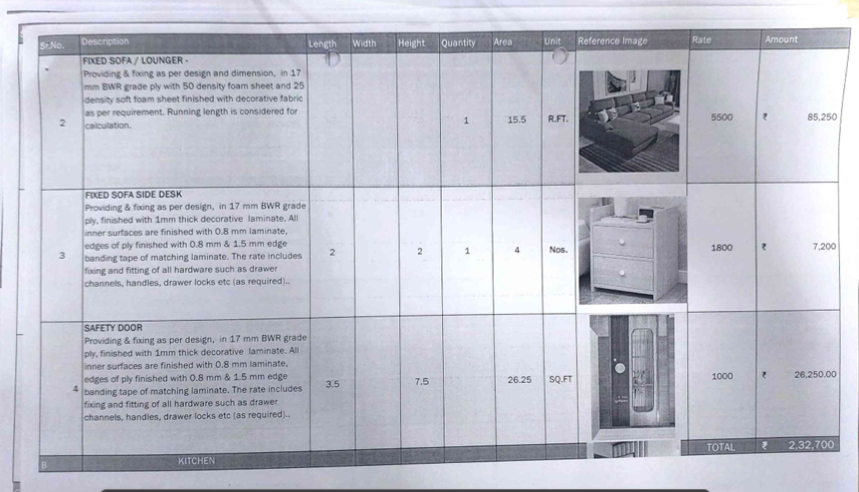 Sr.No. Description Length Width Height Quantity Area Unit Reference Image Rate Amount
FIXED SOFA / LOUNGER -
Providing & fixing as per design and dimension, in 17
mm BWR grade ply with 50 density foam sheet and 25
density soft foam sheet finished with decorative fabric
as per requirement. Running length is considered for
calculation.
2 1 15.5 R.FT. 5500 ₹ 85,250
FIXED SOFA SIDE DESK
Providing & fixing as per design, in 17 mm BWR grade
ply, finished with 1mm thick decorative laminate. All
inner surfaces are finished with 0.8 mm laminate,
edges of ply finished with 0.8 mm & 1.5 mm edge
banding tape of matching laminate. The rate includes
fixing and fitting of all hardware such as drawer
channels, handles, drawer locks etc (as required)..
3 2 2 1 4 Nos. 1800 ₹ 7,200
SAFETY DOOR
Providing & fixing as per design, in 17 mm BWR grade
ply, finished with 1mm thick decorative laminate. All
inner surfaces are finished with 0.8 mm laminate,
edges of ply finished with 0.8 mm & 1.5 mm edge
banding tape of matching laminate. The rate includes
fixing and fitting of all hardware such as drawer
channels, handles, drawer locks etc (as required)..
4 3.5 7.5 26.25 SQ.FT 1000 ₹ 26,250.00
TOTAL ₹ 2,32,700
B KITCHEN